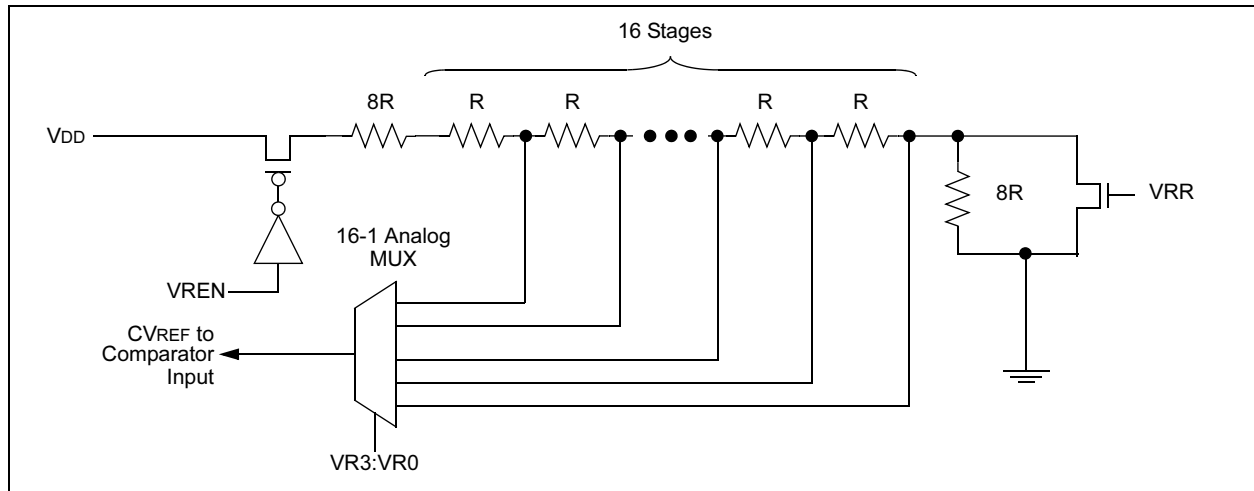 16 Stages
8R
R
R
R
R
VDD
8R
VRR
16-1 Analog
MUX
VREN
CVREF to
Comparator
Input
VR3:VR0